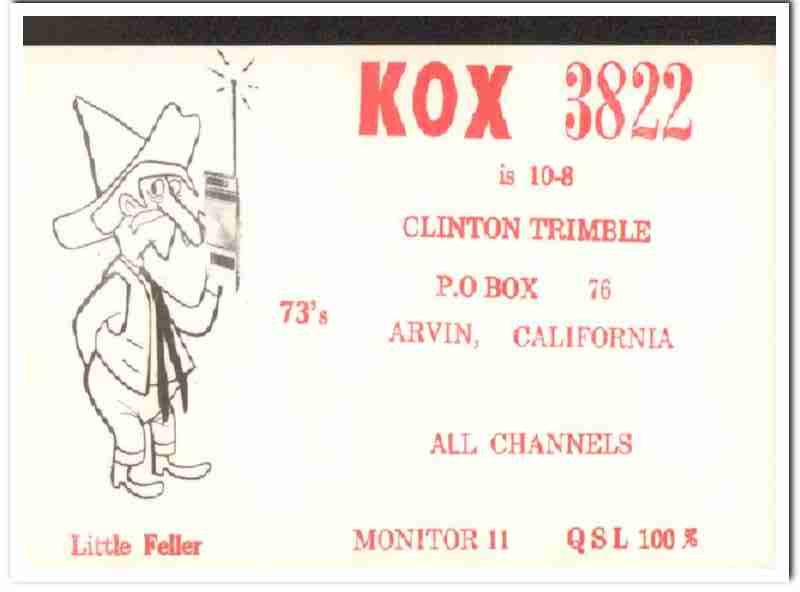 KOX 3822
is 10-8
CLINTON TRIMBLE
P.O BOX 76
73's
ARVIN, CALIFORNIA
ALL CHANNELS
Little Feller
MONITOR 11 QSL 100 %